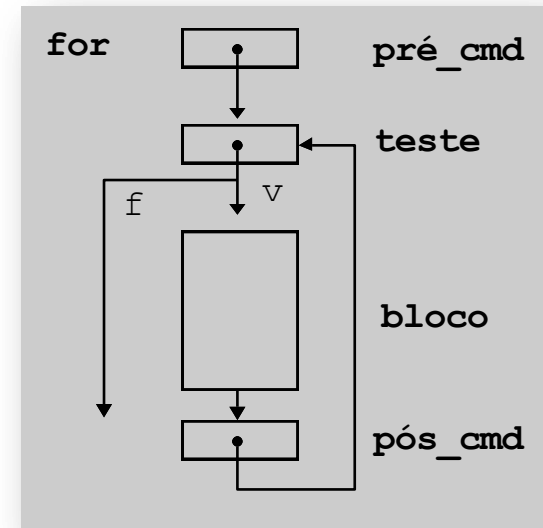 for
pré_cmd
teste
f
v
bloco
pós_cmd